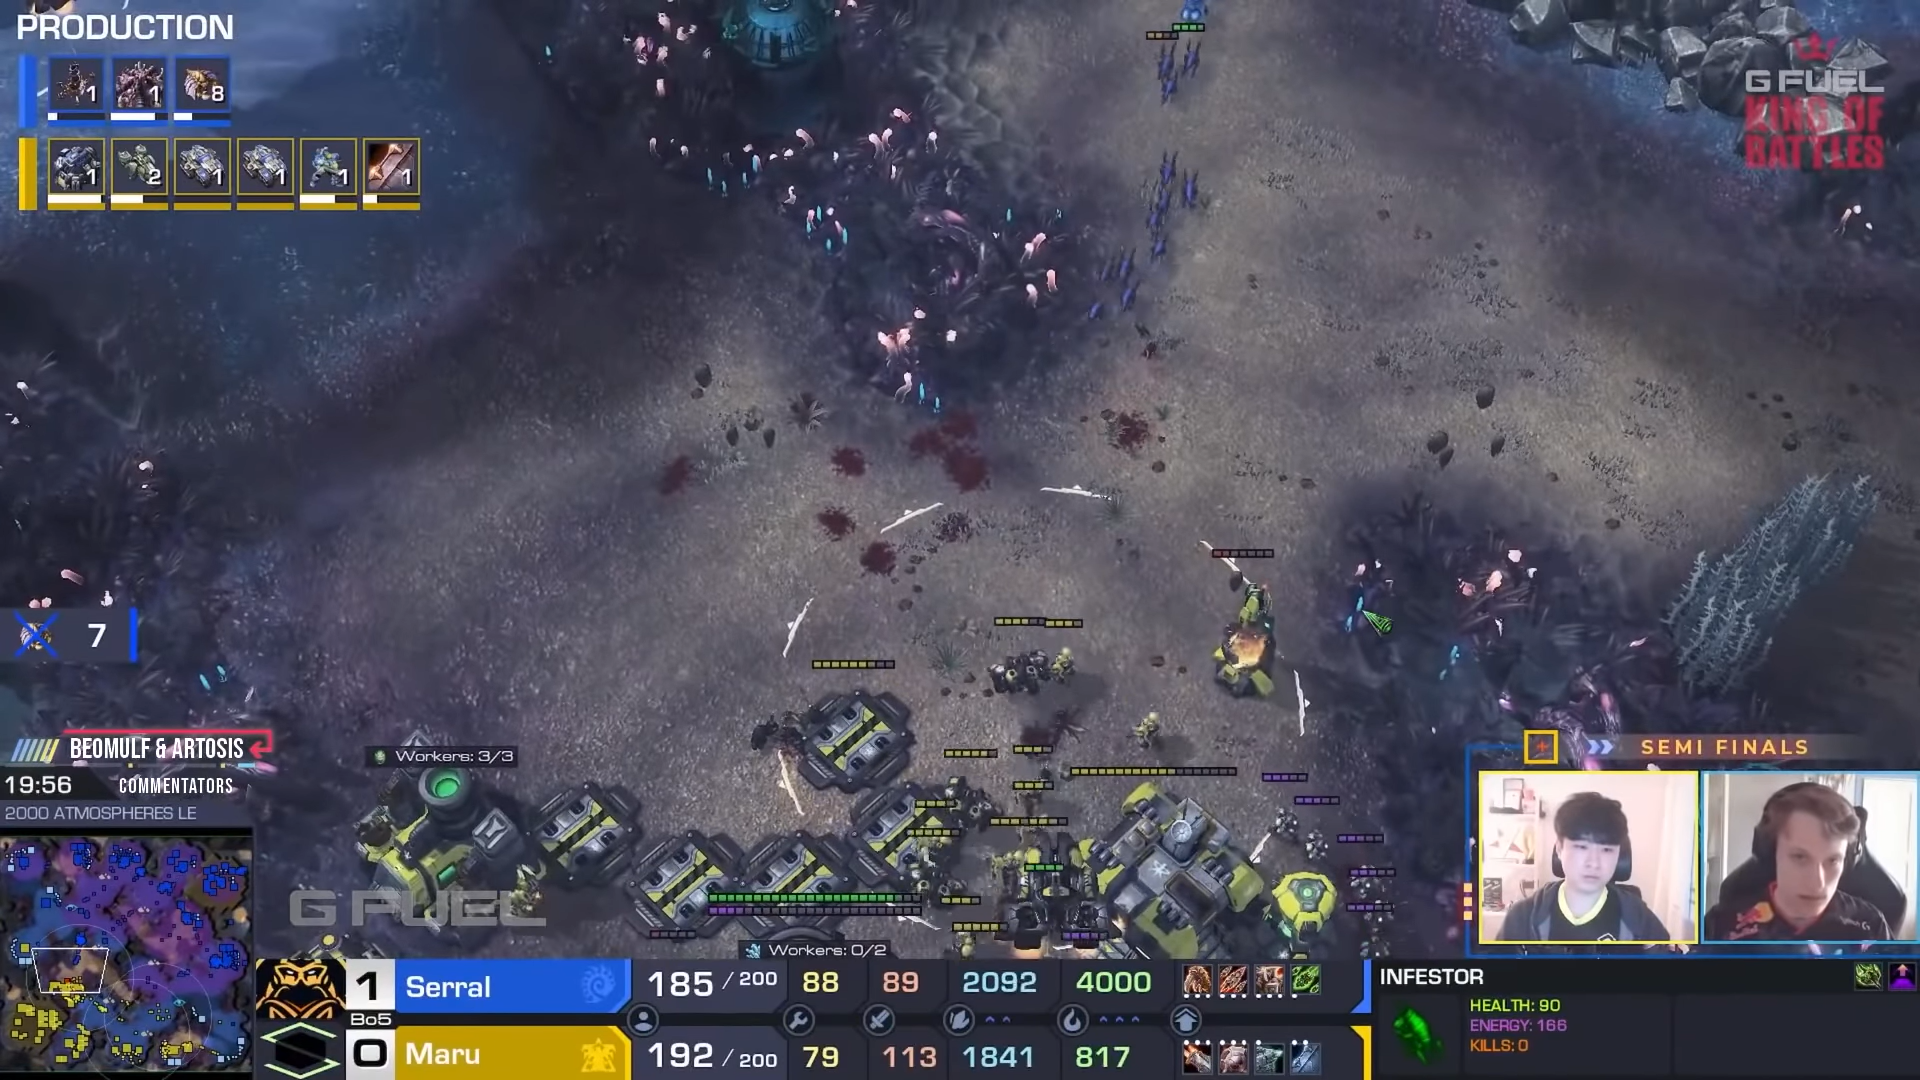 PRODUCTION
1 1 8
1 2 1 1 1 1
G FUEL
KING OF
BATTLES
7
BEOMULF & ARTOSIS
19:56 COMMENTATORS
2000 ATMOSPHERES LE
Workers: 3/3
SEMI FINALS
G FUEL
Workers: 0/2
1 Serral 185 / 200 88 89 2092 4000
Bo5
0 Maru 192 / 200 79 113 1841 817
INFESTOR
HEALTH: 90
ENERGY: 166
KILLS: 0